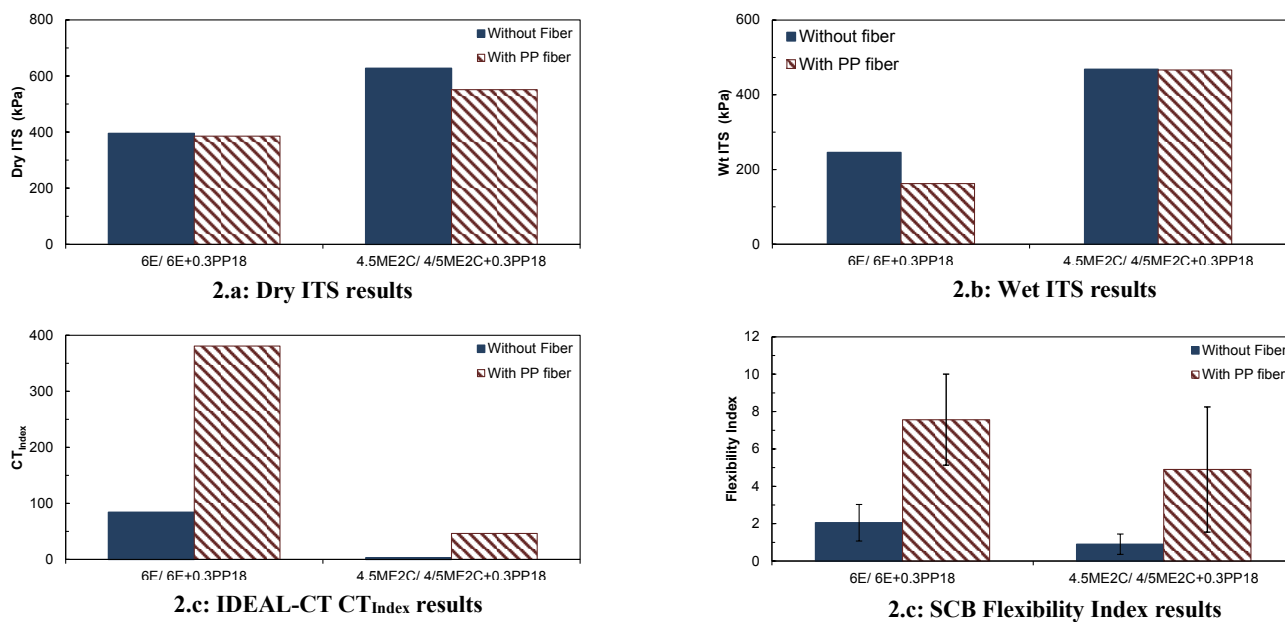 800
600
400
200
0
Dry ITS (kPa)
Without Fiber
With PP fiber
6E/ 6E+0.3PP18
4.5ME2C/ 4/5ME2C+0.3PP18
2.a: Dry ITS results
600
400
200
0
Wt ITS (kPa)
Without fiber
With PP fiber
6E/ 6E+0.3PP18
4.5ME2C/ 4/5ME2C+0.3PP18
2.b: Wet ITS results
400
300
200
100
0
CTIndex
Without Fiber
With PP fiber
6E/ 6E+0.3PP18
4.5ME2C/ 4/5ME2C+0.3PP18
2.c: IDEAL-CT CTIndex results
12
10
8
6
4
2
0
Flexibility Index
Without Fiber
With PP fiber
6E/ 6E+0.3PP18
4.5ME2C/ 4/5ME2C+0.3PP18
2.c: SCB Flexibility Index results